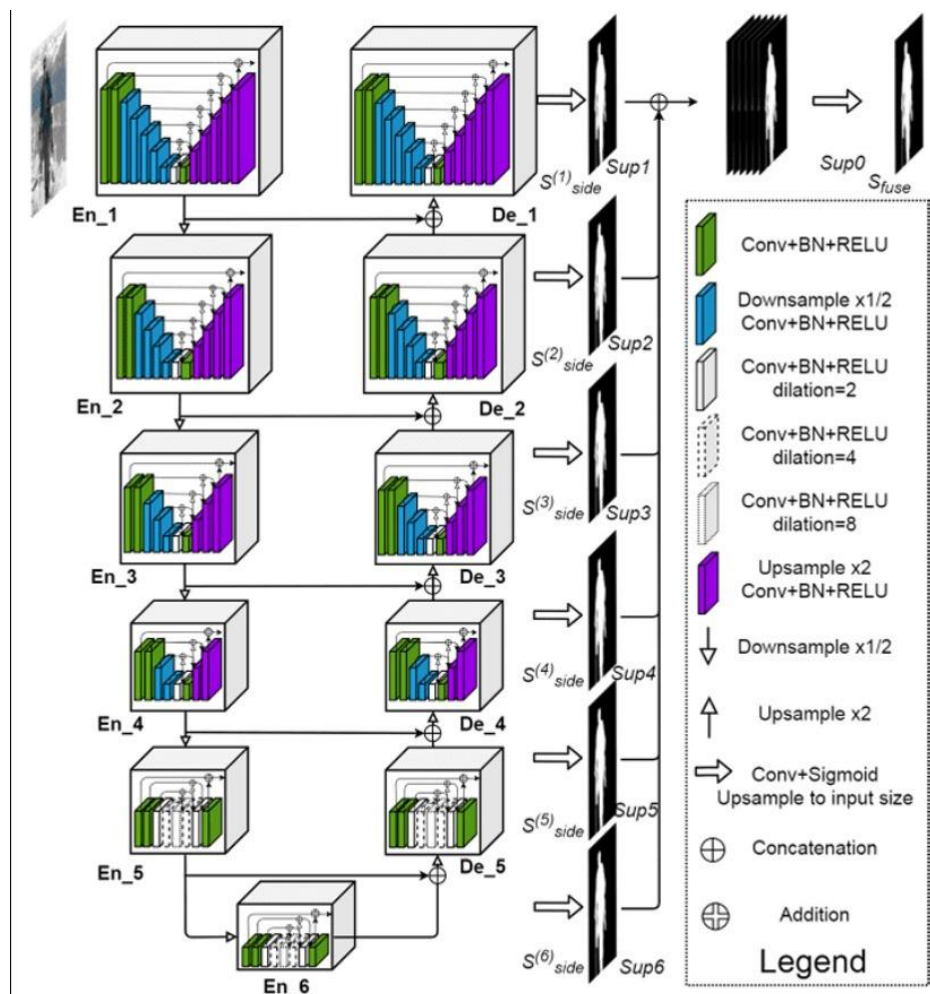 S(1)side
Sup1
Sup0
Sfuse
En_1
De_1
S(2)side
Sup2
En_2
De_2
S(3)side
Sup3
En_3
De_3
S(4)side
Sup4
En_4
De_4
S(5)side
Sup5
En_5
De_5
S(6)side
Sup6
En_6
Conv+BN+RELU
Downsample x1/2
Conv+BN+RELU
Conv+BN+RELU
dilation=2
Conv+BN+RELU
dilation=4
Conv+BN+RELU
dilation=8
Upsample x2
Conv+BN+RELU
Downsample x1/2
Upsample x2
Conv+Sigmoid
Upsample to input size
Concatenation
Addition
Legend